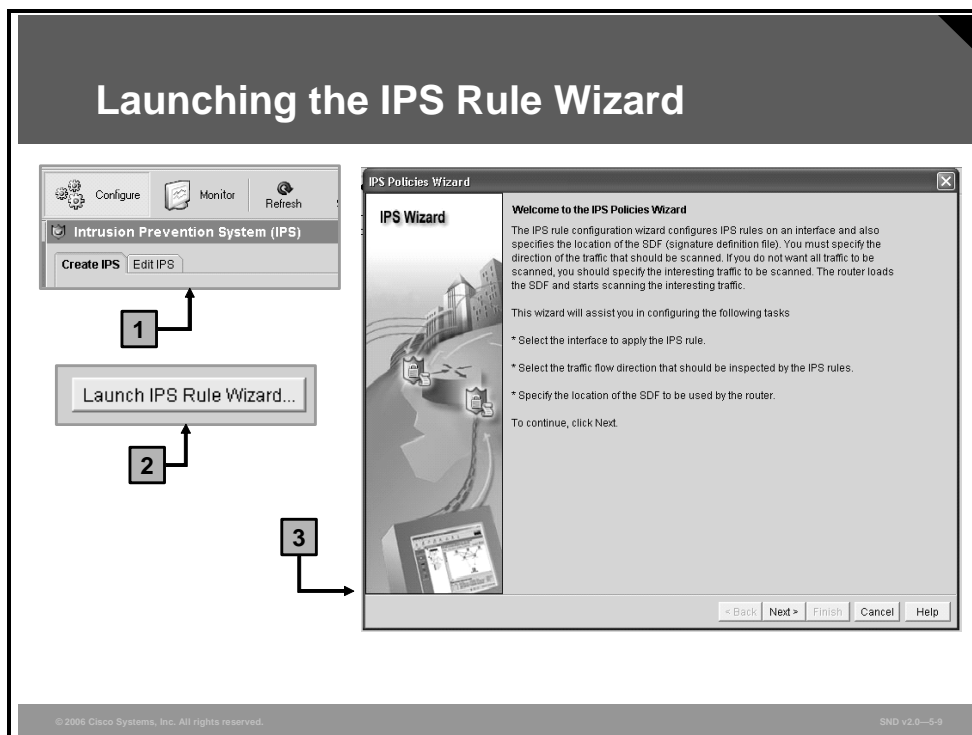 Launching the IPS Rule Wizard
Configure
Monitor
Refresh
Intrusion Prevention System (IPS)
Create IPS
Edit IPS
1
Launch IPS Rule Wizard...
2
3
IPS Policies Wizard
IPS Wizard
Welcome to the IPS Policies Wizard
The IPS rule configuration wizard configures IPS rules on an interface and also
specifies the location of the SDF (signature definition file). You must specify the
direction of the traffic that should be scanned. If you do not want all traffic to be
scanned, you should specify the interesting traffic to be scanned. The router loads
the SDF and starts scanning the interesting traffic.
This wizard will assist you in configuring the following tasks
* Select the interface to apply the IPS rule.
* Select the traffic flow direction that should be inspected by the IPS rules.
* Specify the location of the SDF to be used by the router.
To continue, click Next.
< Back
Next >
Finish
Cancel
Help
© 2006 Cisco Systems, Inc. All rights reserved.
SND v2.0—5-9